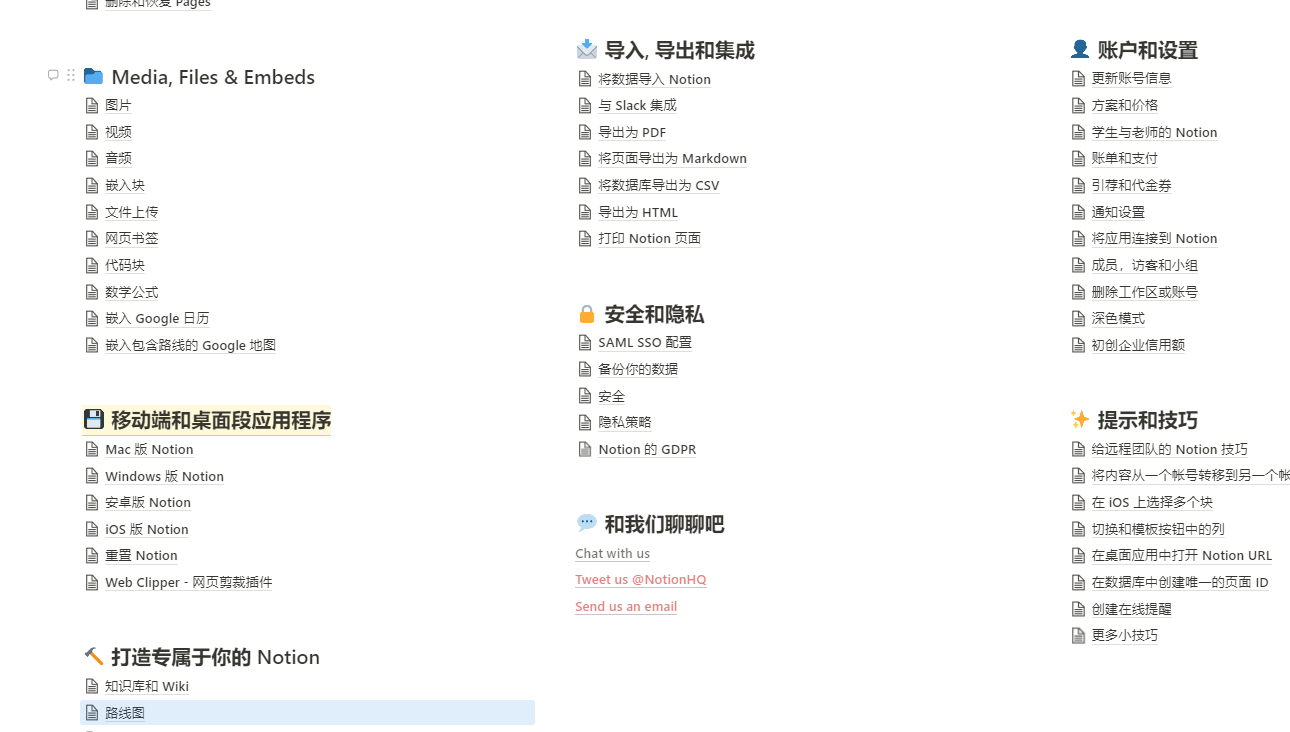 删除和恢复 Pages
Media, Files & Embeds
图片
视频
音频
嵌入块
文件上传
网页书签
代码块
数学公式
嵌入 Google 日历
嵌入包含路线的 Google 地图
移动端和桌面段应用程序
Mac 版 Notion
Windows 版 Notion
安卓版 Notion
iOS 版 Notion
重置 Notion
Web Clipper - 网页剪裁插件
打造专属于你的 Notion
知识库和 Wiki
路线图
导入, 导出和集成
将数据导入 Notion
与 Slack 集成
导出为 PDF
将页面导出为 Markdown
将数据库导出为 CSV
导出为 HTML
打印 Notion 页面
安全和隐私
SAML SSO 配置
备份你的数据
安全
隐私策略
Notion 的 GDPR
和我们聊聊吧
Chat with us
Tweet us @NotionHQ
Send us an email
账户和设置
更新账号信息
方案和价格
学生与老师的 Notion
账单和支付
引荐和代金券
通知设置
将应用连接到 Notion
成员，访客和小组
删除工作区或账号
深色模式
初创企业信用额
提示和技巧
给远程团队的 Notion 技巧
将内容从一个帐号转移到另一个帐
在 iOS 上选择多个块
切换和模板按钮中的列
在桌面应用中打开 Notion URL
在数据库中创建唯一的页面 ID
创建在线提醒
更多小技巧